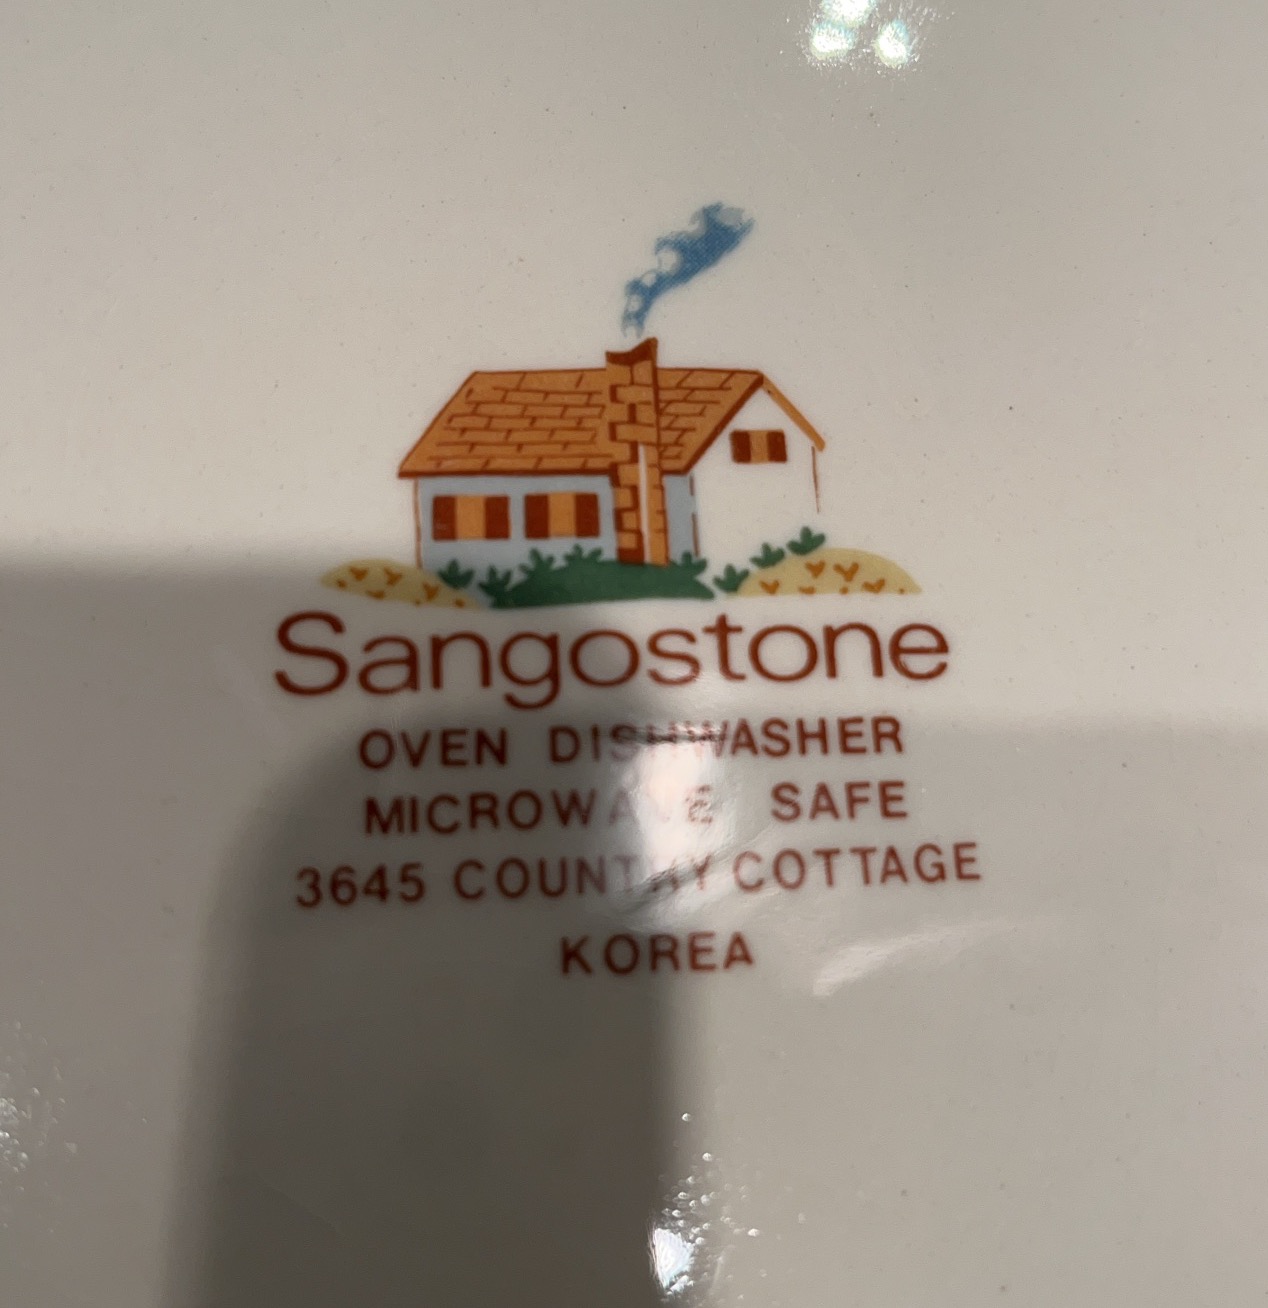 Sangostone
OVEN DISHWASHER
MICROWAVE SAFE
3645 COUNTRY COTTAGE
KOREA